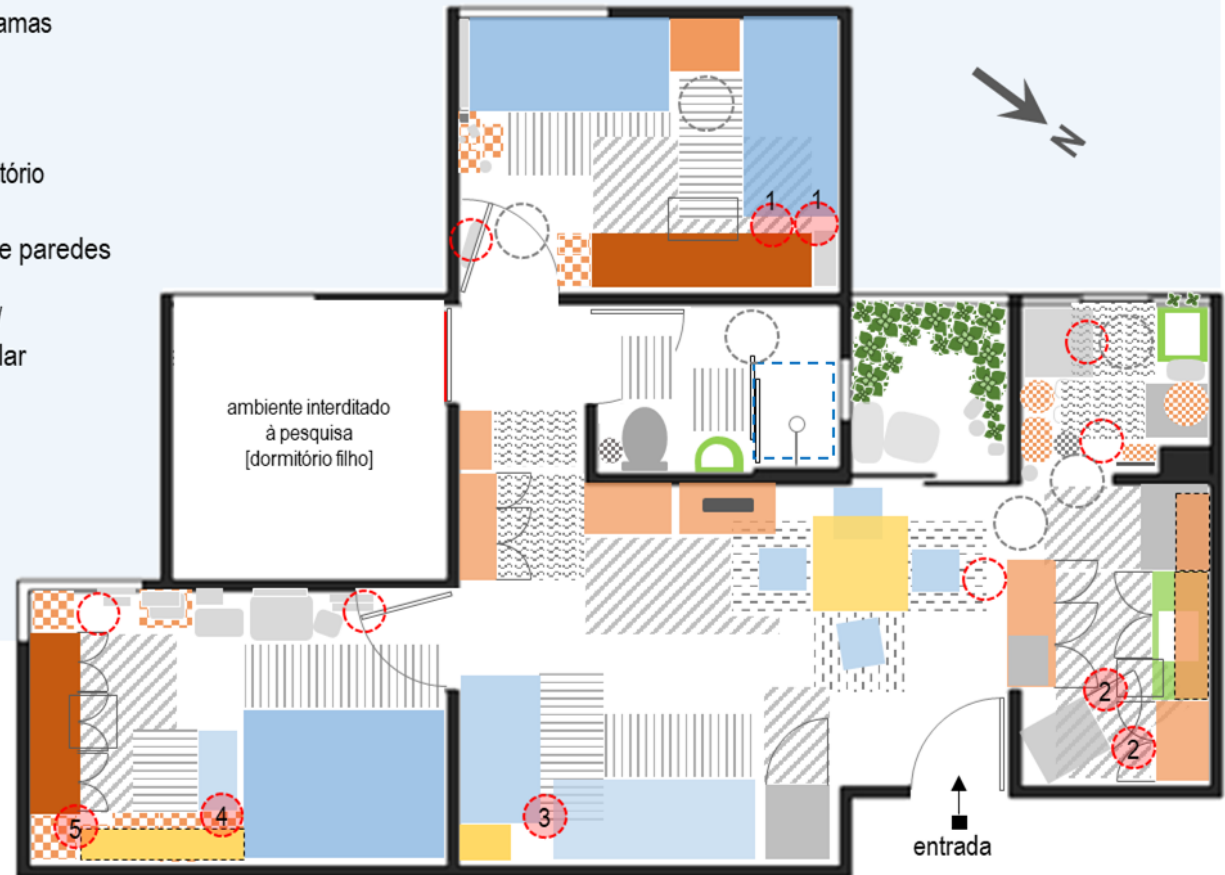 amas
tório
e paredes
lar
N
1
1
ambiente interditado
à pesquisa
[dormitório filho]
2
2
3
4
5
entrada